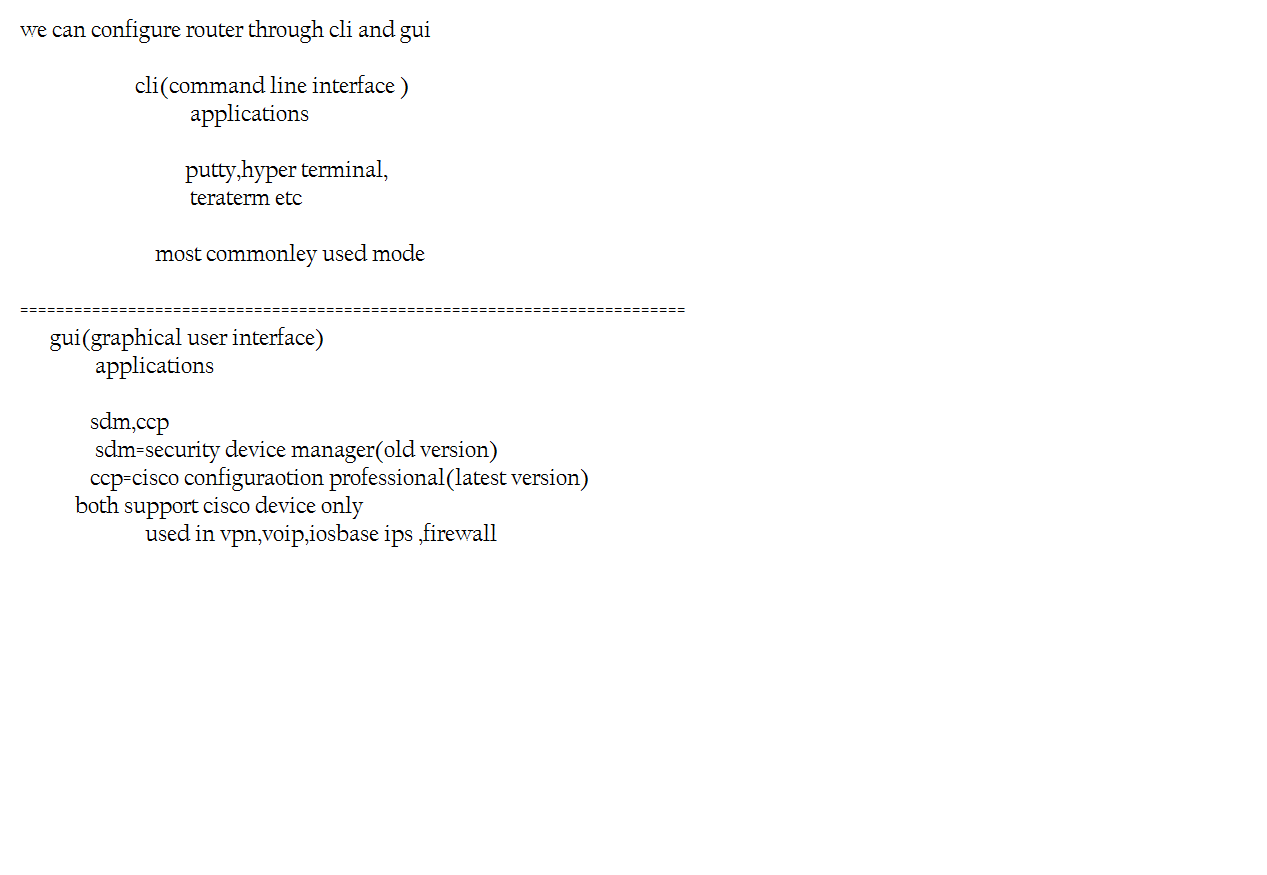 we can configure router through cli and gui
cli(command line interface )
applications
putty,hyper terminal,
teraterm etc
most commonley used mode
==========================================================================
gui(graphical user interface)
applications
sdm,ccp
sdm=security device manager(old version)
ccp=cisco configuraotion professional(latest version)
both support cisco device only
used in vpn,voip,iosbase ips ,firewall